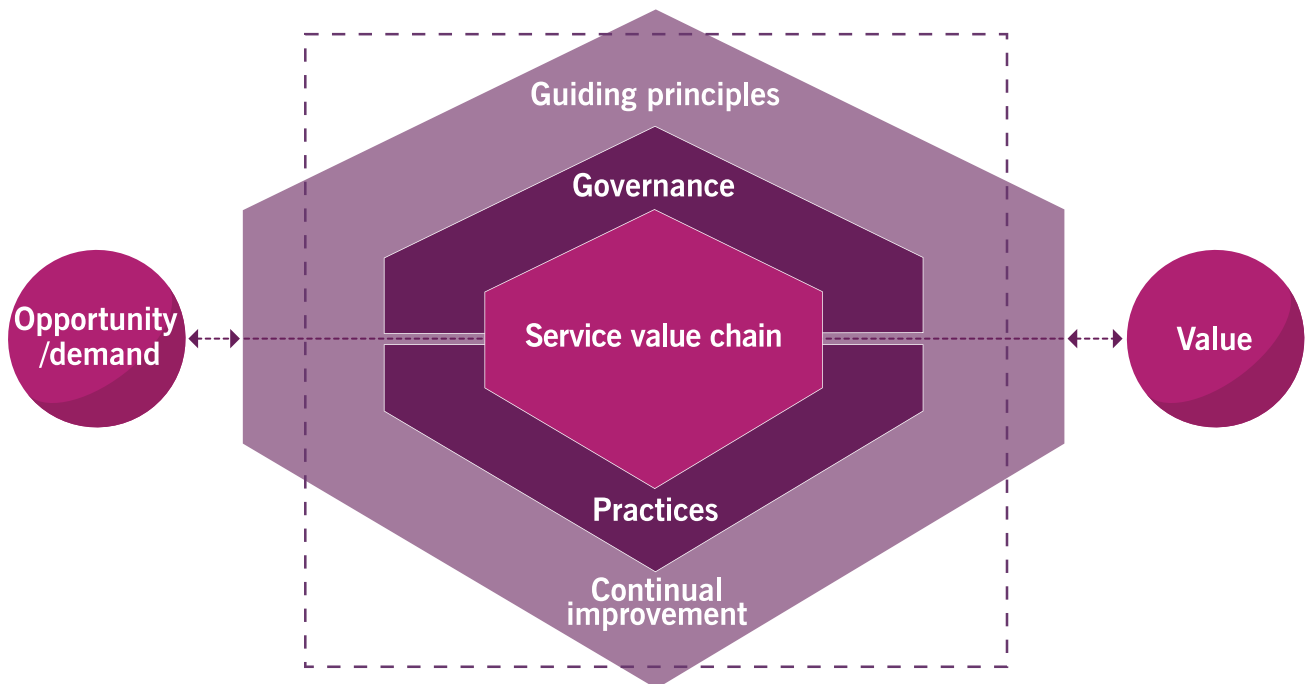 Guiding principles
Governance
Opportunity
/demand
Service value chain
Value
Practices
Continual
improvement